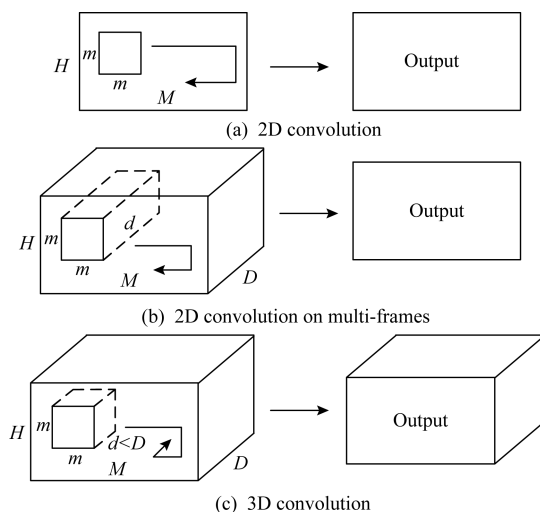 H
m
m
M
Output
(a) 2D convolution
H
m
m
d
M
D
Output
(b) 2D convolution on multi-frames
H
m
m
d<D
M
D
Output
(c) 3D convolution